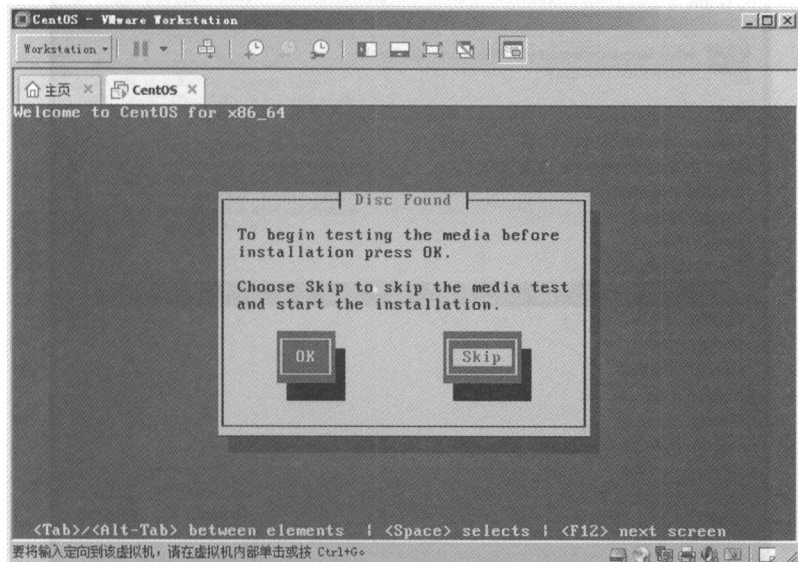 CentOS - VMware Workstation
Workstation
主页 × CentOS ×
Welcome to CentOS for x86_64
Disc Found
To begin testing the media before
installation press OK.
Choose Skip to skip the media test
and start the installation.
OK Skip
<Tab>/<Alt-Tab> between elements | <Space> selects | <F12> next screen
要将输入定向到该虚拟机，请在虚拟机内部单击或按 Ctrl+G。